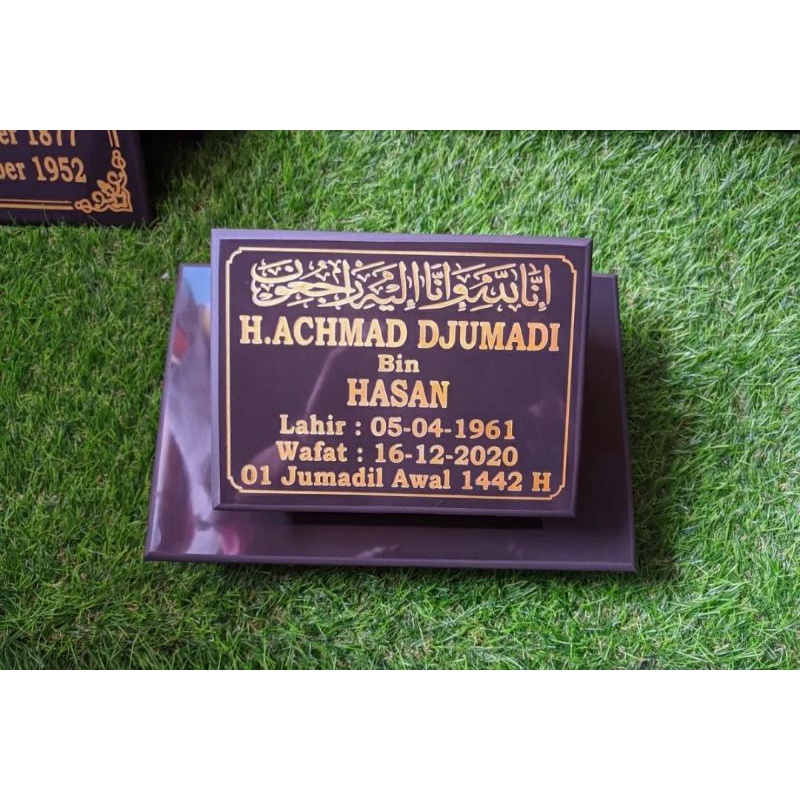 er 1877
ber 1952
إنا لله وإنا إليه راجعون
H.ACHMAD DJUMADI
Bin
HASAN
Lahir : 05-04-1961
Wafat : 16-12-2020
01 Jumadil Awal 1442 H